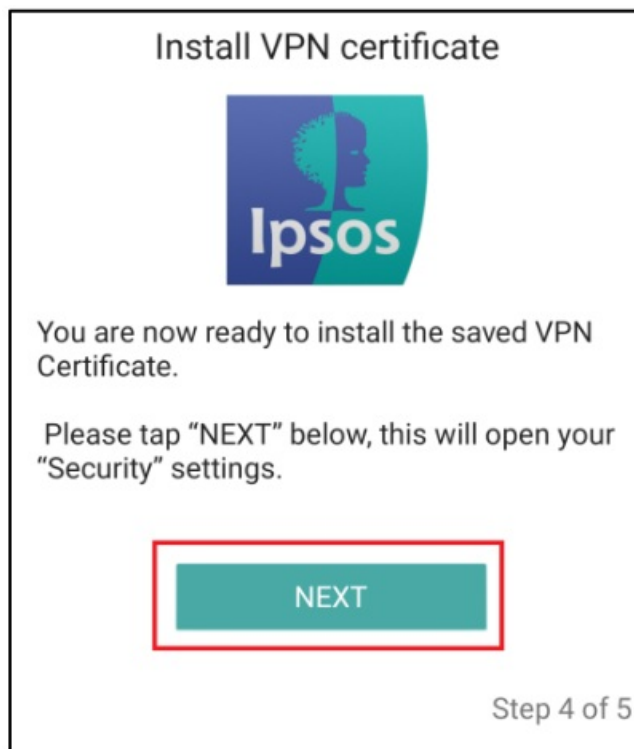 Install VPN certificate
Ipsos
You are now ready to install the saved VPN
Certificate.
Please tap “NEXT” below, this will open your
“Security” settings.
NEXT
Step 4 of 5